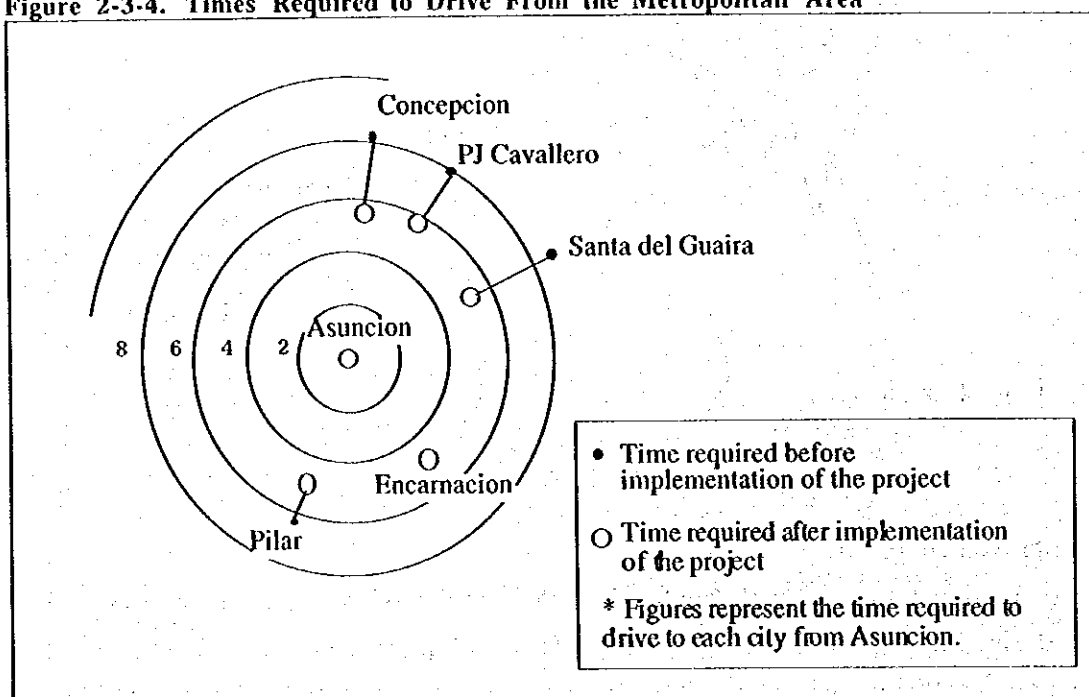 Figure 2-3-4. Times Required to Drive From the Metropolitan Area
Concepcion
PJ Cavallero
Santa del Guaira
Asuncion
8 6 4 2
Encarnacion
Pilar
• Time required before
implementation of the project
○ Time required after implementation
of the project
* Figures represent the time required to
drive to each city from Asuncion.